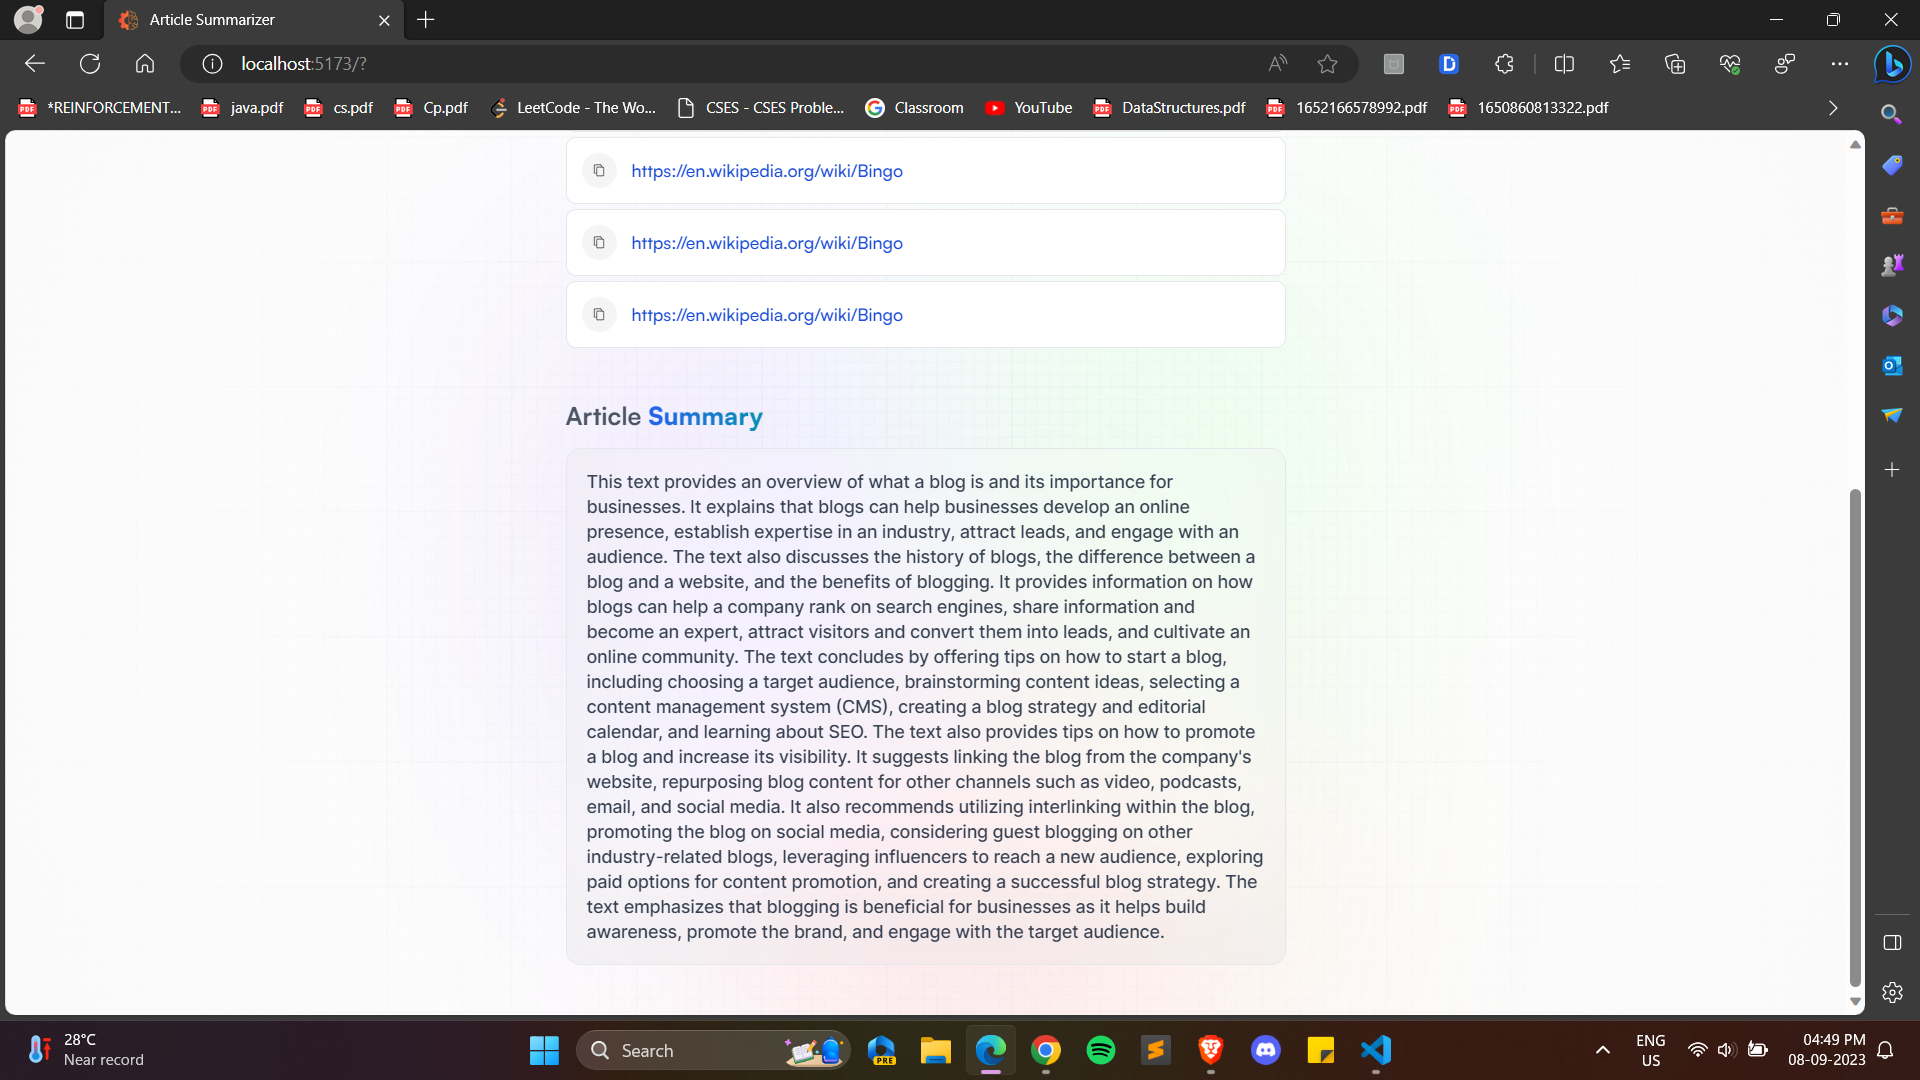 Article Summarizer
localhost:5173/?
*REINFORCEMENT...
java.pdf
cs.pdf
Cp.pdf
LeetCode - The Wo...
CSES - CSES Proble...
Classroom
YouTube
DataStructures.pdf
1652166578992.pdf
1650860813322.pdf
https://en.wikipedia.org/wiki/Bingo
https://en.wikipedia.org/wiki/Bingo
https://en.wikipedia.org/wiki/Bingo
Article Summary
This text provides an overview of what a blog is and its importance for
businesses. It explains that blogs can help businesses develop an online
presence, establish expertise in an industry, attract leads, and engage with an
audience. The text also discusses the history of blogs, the difference between a
blog and a website, and the benefits of blogging. It provides information on how
blogs can help a company rank on search engines, share information and
become an expert, attract visitors and convert them into leads, and cultivate an
online community. The text concludes by offering tips on how to start a blog,
including choosing a target audience, brainstorming content ideas, selecting a
content management system (CMS), creating a blog strategy and editorial
calendar, and learning about SEO. The text also provides tips on how to promote
a blog and increase its visibility. It suggests linking the blog from the company's
website, repurposing blog content for other channels such as video, podcasts,
email, and social media. It also recommends utilizing interlinking within the blog,
promoting the blog on social media, considering guest blogging on other
industry-related blogs, leveraging influencers to reach a new audience, exploring
paid options for content promotion, and creating a successful blog strategy. The
text emphasizes that blogging is beneficial for businesses as it helps build
awareness, promote the brand, and engage with the target audience.
28°C
Near record
Search
PRE
ENG
US
04:49 PM
08-09-2023